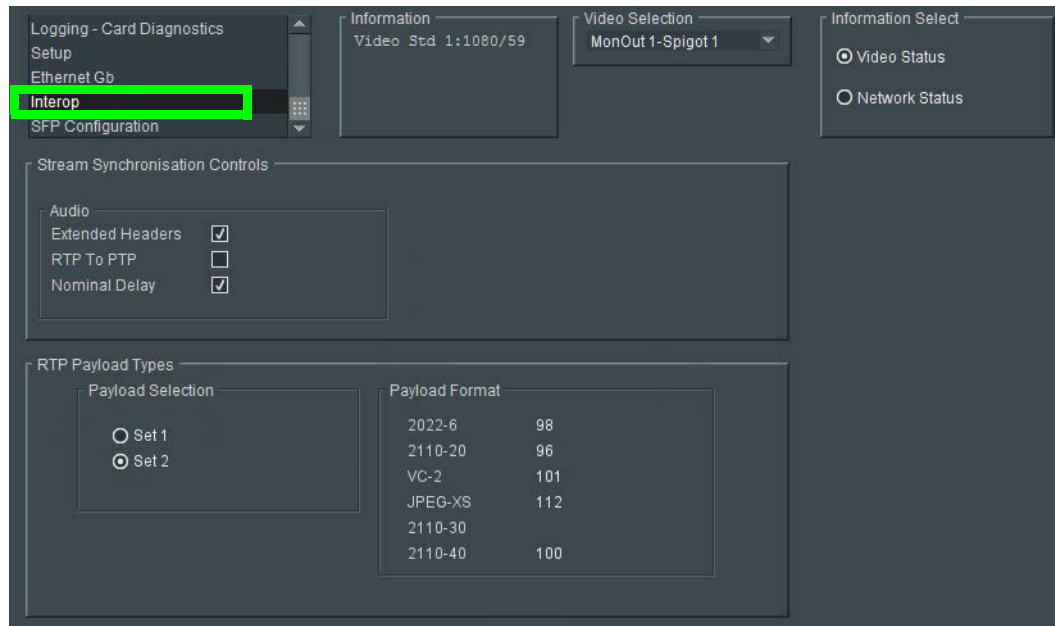 Logging - Card Diagnostics
Setup
Ethernet Gb
Interop
SFP Configuration
Information
Video Std 1:1080/59
Video Selection
MonOut 1-Spigot 1
Information Select
Video Status
Network Status
Stream Synchronisation Controls
Audio
Extended Headers
RTP To PTP
Nominal Delay
RTP Payload Types
Payload Selection
Set 1
Set 2
Payload Format
2022-6 98
2110-20 96
VC-2 101
JPEG-XS 112
2110-30
2110-40 100